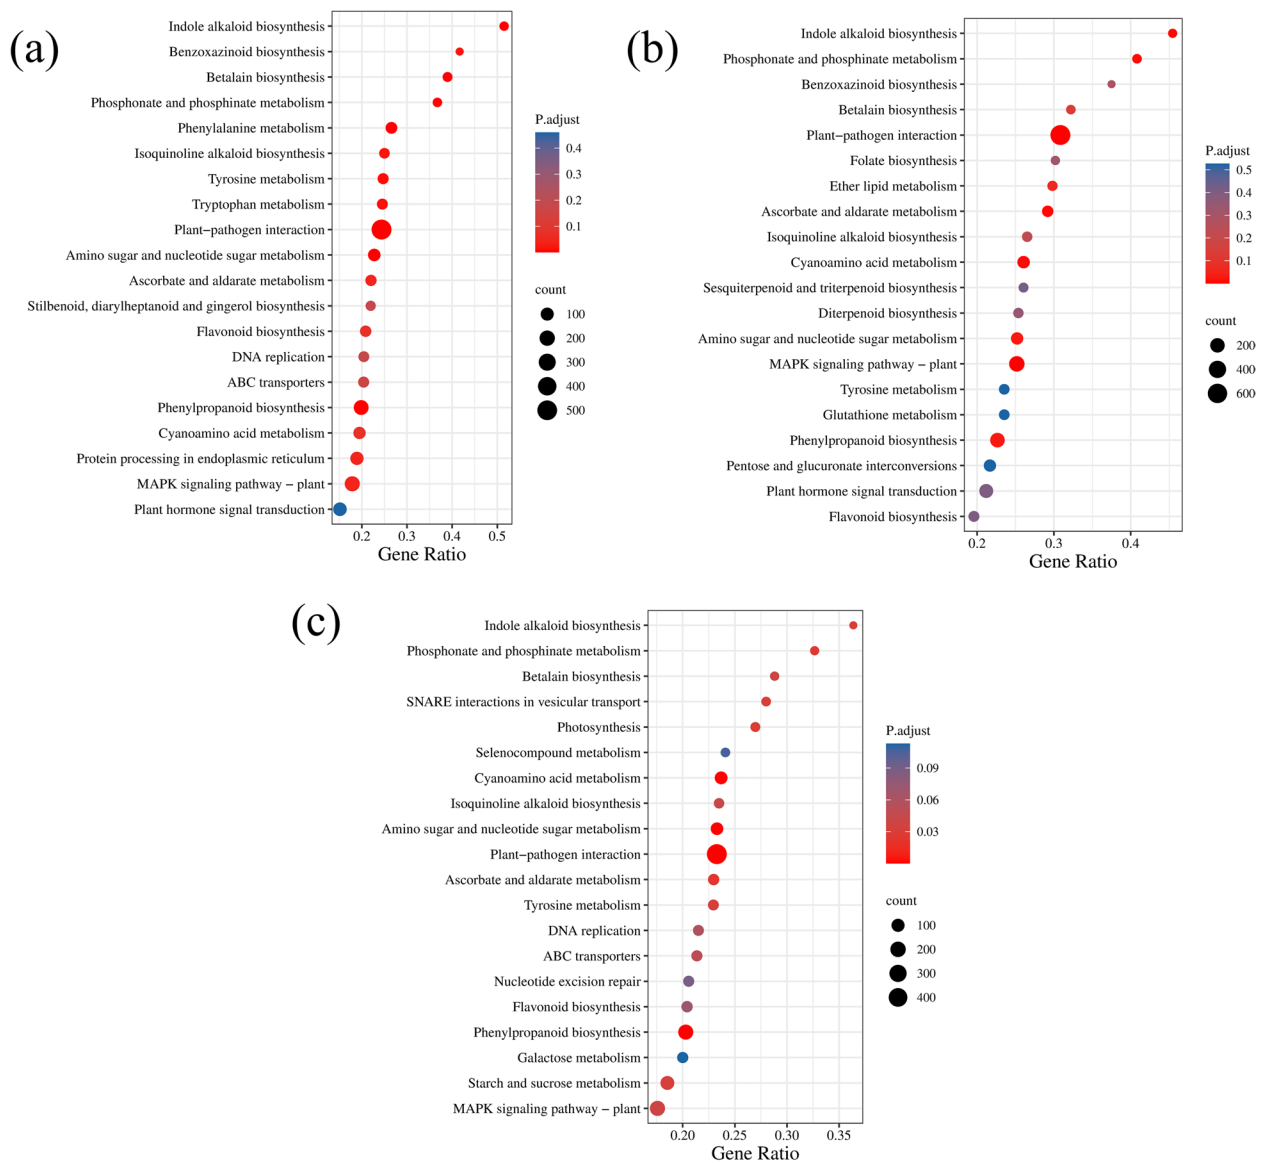 (a)
Indole alkaloid biosynthesis
Benzoxazinoid biosynthesis
Betalain biosynthesis
Phosphonate and phosphinate metabolism
Phenylalanine metabolism
Isoquinoline alkaloid biosynthesis
Tyrosine metabolism
Tryptophan metabolism
Plant−pathogen interaction
Amino sugar and nucleotide sugar metabolism
Ascorbate and aldarate metabolism
Stilbenoid, diarylheptanoid and gingerol biosynthesis
Flavonoid biosynthesis
DNA replication
ABC transporters
Phenylpropanoid biosynthesis
Cyanoamino acid metabolism
Protein processing in endoplasmic reticulum
MAPK signaling pathway − plant
Plant hormone signal transduction
0.2 0.3 0.4 0.5
Gene Ratio
P.adjust
0.4
0.3
0.2
0.1
count
100
200
300
400
500
(b)
Indole alkaloid biosynthesis
Phosphonate and phosphinate metabolism
Benzoxazinoid biosynthesis
Betalain biosynthesis
Plant−pathogen interaction
Folate biosynthesis
Ether lipid metabolism
Ascorbate and aldarate metabolism
Isoquinoline alkaloid biosynthesis
Cyanoamino acid metabolism
Sesquiterpenoid and triterpenoid biosynthesis
Diterpenoid biosynthesis
Amino sugar and nucleotide sugar metabolism
MAPK signaling pathway − plant
Tyrosine metabolism
Glutathione metabolism
Phenylpropanoid biosynthesis
Pentose and glucuronate interconversions
Plant hormone signal transduction
Flavonoid biosynthesis
0.2 0.3 0.4
Gene Ratio
P.adjust
0.5
0.4
0.3
0.2
0.1
count
200
400
600
(c)
Indole alkaloid biosynthesis
Phosphonate and phosphinate metabolism
Betalain biosynthesis
SNARE interactions in vesicular transport
Photosynthesis
Selenocompound metabolism
Cyanoamino acid metabolism
Isoquinoline alkaloid biosynthesis
Amino sugar and nucleotide sugar metabolism
Plant−pathogen interaction
Ascorbate and aldarate metabolism
Tyrosine metabolism
DNA replication
ABC transporters
Nucleotide excision repair
Flavonoid biosynthesis
Phenylpropanoid biosynthesis
Galactose metabolism
Starch and sucrose metabolism
MAPK signaling pathway − plant
0.20 0.25 0.30 0.35
Gene Ratio
P.adjust
0.09
0.06
0.03
count
100
200
300
400